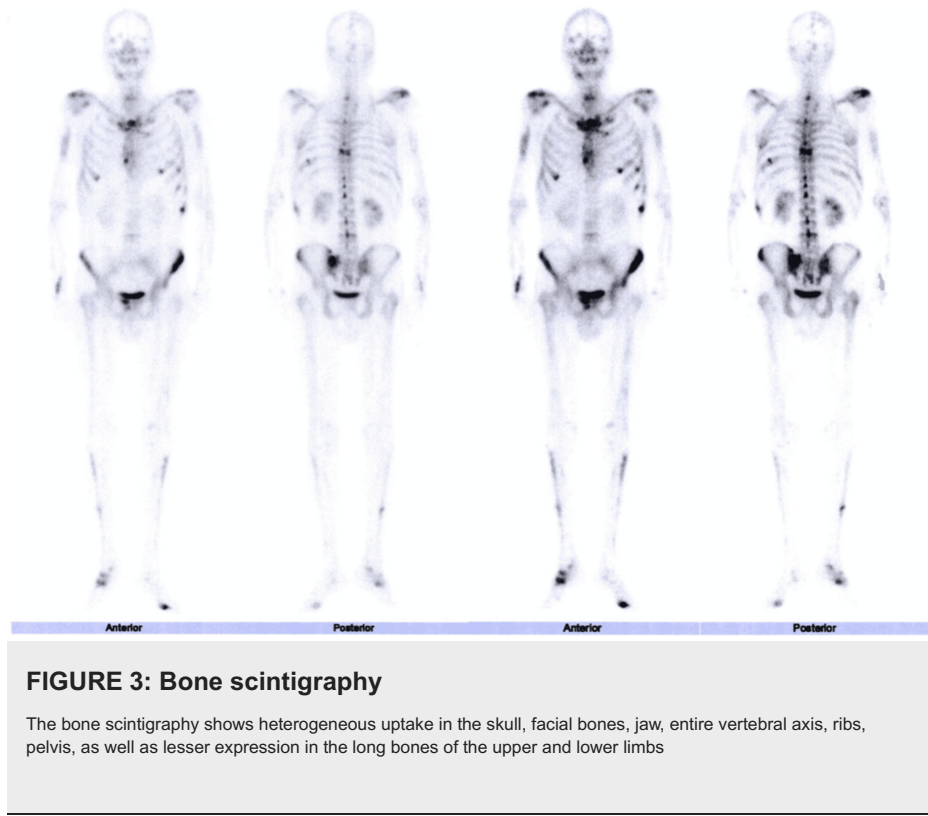 Anterior Posterior Anterior Posterior
FIGURE 3: Bone scintigraphy
The bone scintigraphy shows heterogeneous uptake in the skull, facial bones, jaw, entire vertebral axis, ribs,
pelvis, as well as lesser expression in the long bones of the upper and lower limbs